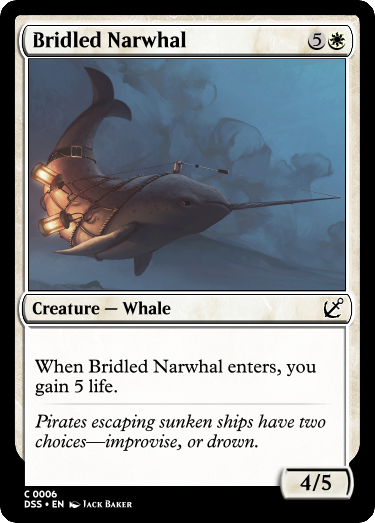 Bridled Narwhal 5
Creature — Whale
When Bridled Narwhal enters, you
gain 5 life.
Pirates escaping sunken ships have two
choices—improvise, or drown.
4/5
C 0006
DSS • EN Jack Baker